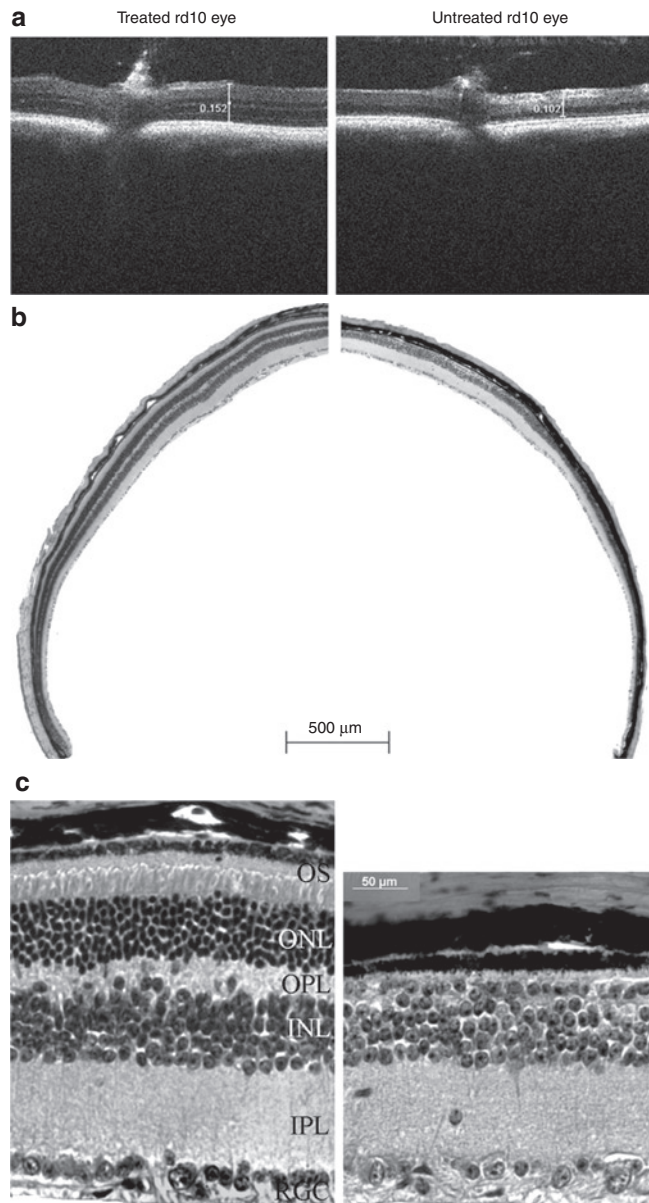 a
Treated rd10 eye
Untreated rd10 eye
0.152
0.102
b
500 μm
c
50 μm
OS
ONL
OPL
INL
IPL
RGC